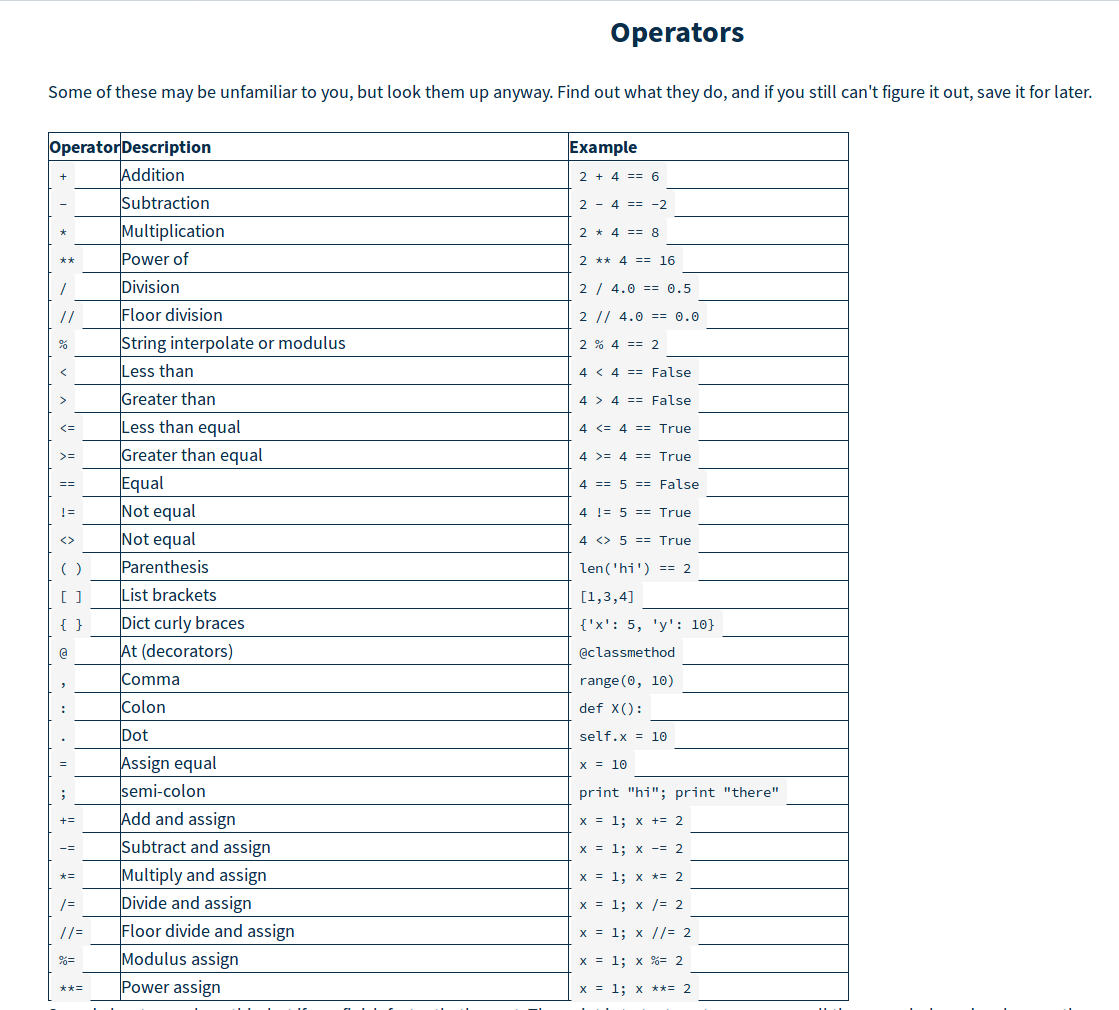 Operators
Some of these may be unfamiliar to you, but look them up anyway. Find out what they do, and if you still can't figure it out, save it for later.
Operator Description Example
+ Addition 2 + 4 == 6
- Subtraction 2 - 4 == -2
* Multiplication 2 * 4 == 8
** Power of 2 ** 4 == 16
/ Division 2 / 4.0 == 0.5
// Floor division 2 // 4.0 == 0.0
% String interpolate or modulus 2 % 4 == 2
< Less than 4 < 4 == False
> Greater than 4 > 4 == False
<= Less than equal 4 <= 4 == True
>= Greater than equal 4 >= 4 == True
== Equal 4 == 5 == False
!= Not equal 4 != 5 == True
<> Not equal 4 <> 5 == True
( ) Parenthesis len('hi') == 2
[ ] List brackets [1,3,4]
{ } Dict curly braces {'x': 5, 'y': 10}
@ At (decorators) @classmethod
, Comma range(0, 10)
: Colon def X():
. Dot self.x = 10
= Assign equal x = 10
; semi-colon print "hi"; print "there"
+= Add and assign x = 1; x += 2
-= Subtract and assign x = 1; x -= 2
*= Multiply and assign x = 1; x *= 2
/= Divide and assign x = 1; x /= 2
//= Floor divide and assign x = 1; x //= 2
%= Modulus assign x = 1; x %= 2
**= Power assign x = 1; x **= 2